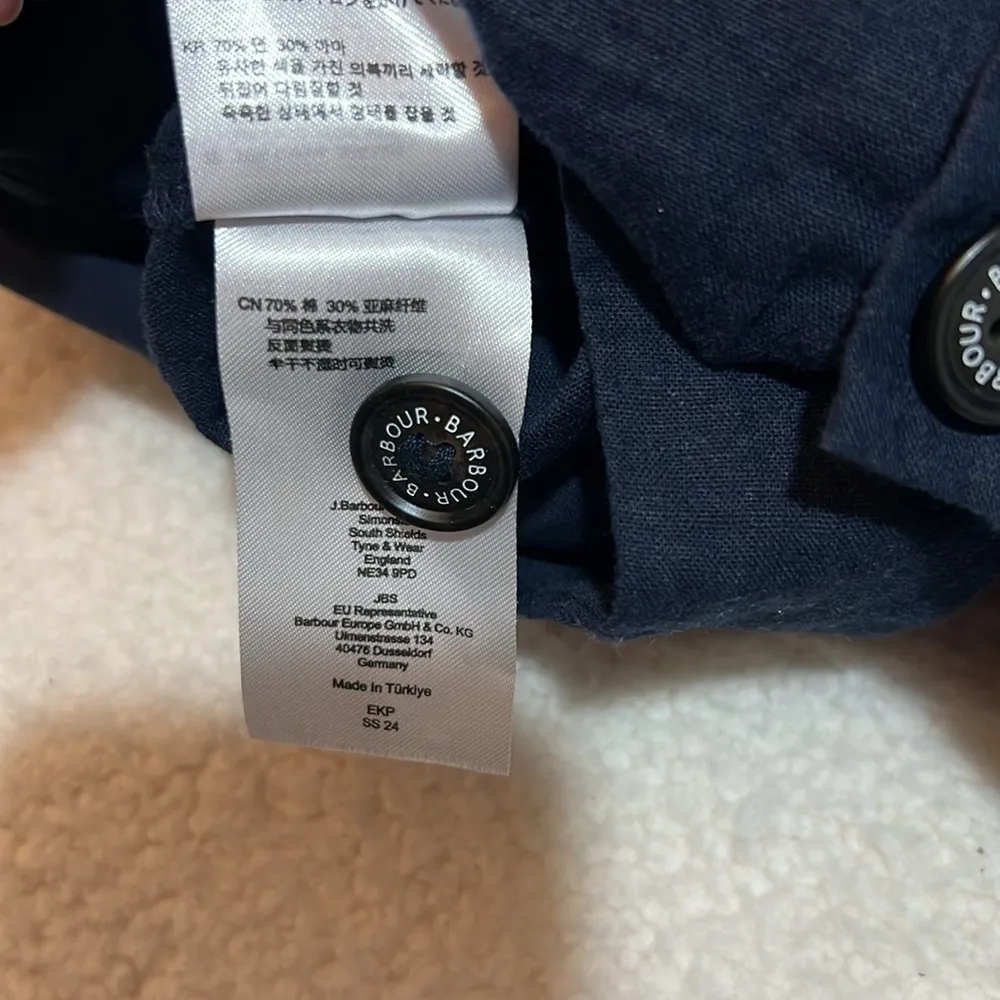 KR 70% 면 30% 아마
유사한 색을 가진 의복끼리 세탁할 것
뒤집어 다림질할 것
축축한 상태에서 형태를 잡을 것
CN 70% 棉 30% 亚麻纤维
与同色系衣物共洗
反面熨烫
半干不湿时可熨烫
BARBOUR · BARBOUR ·
BARBOUR
J.Barbour
South Shields
Tyne & Wear
England
NE34 9PD
JBS
EU Representative
Barbour Europe GmbH & Co. KG
Ulmenstrasse 134
40476 Dusseldorf
Germany
Made in Türkiye
EKP
SS 24